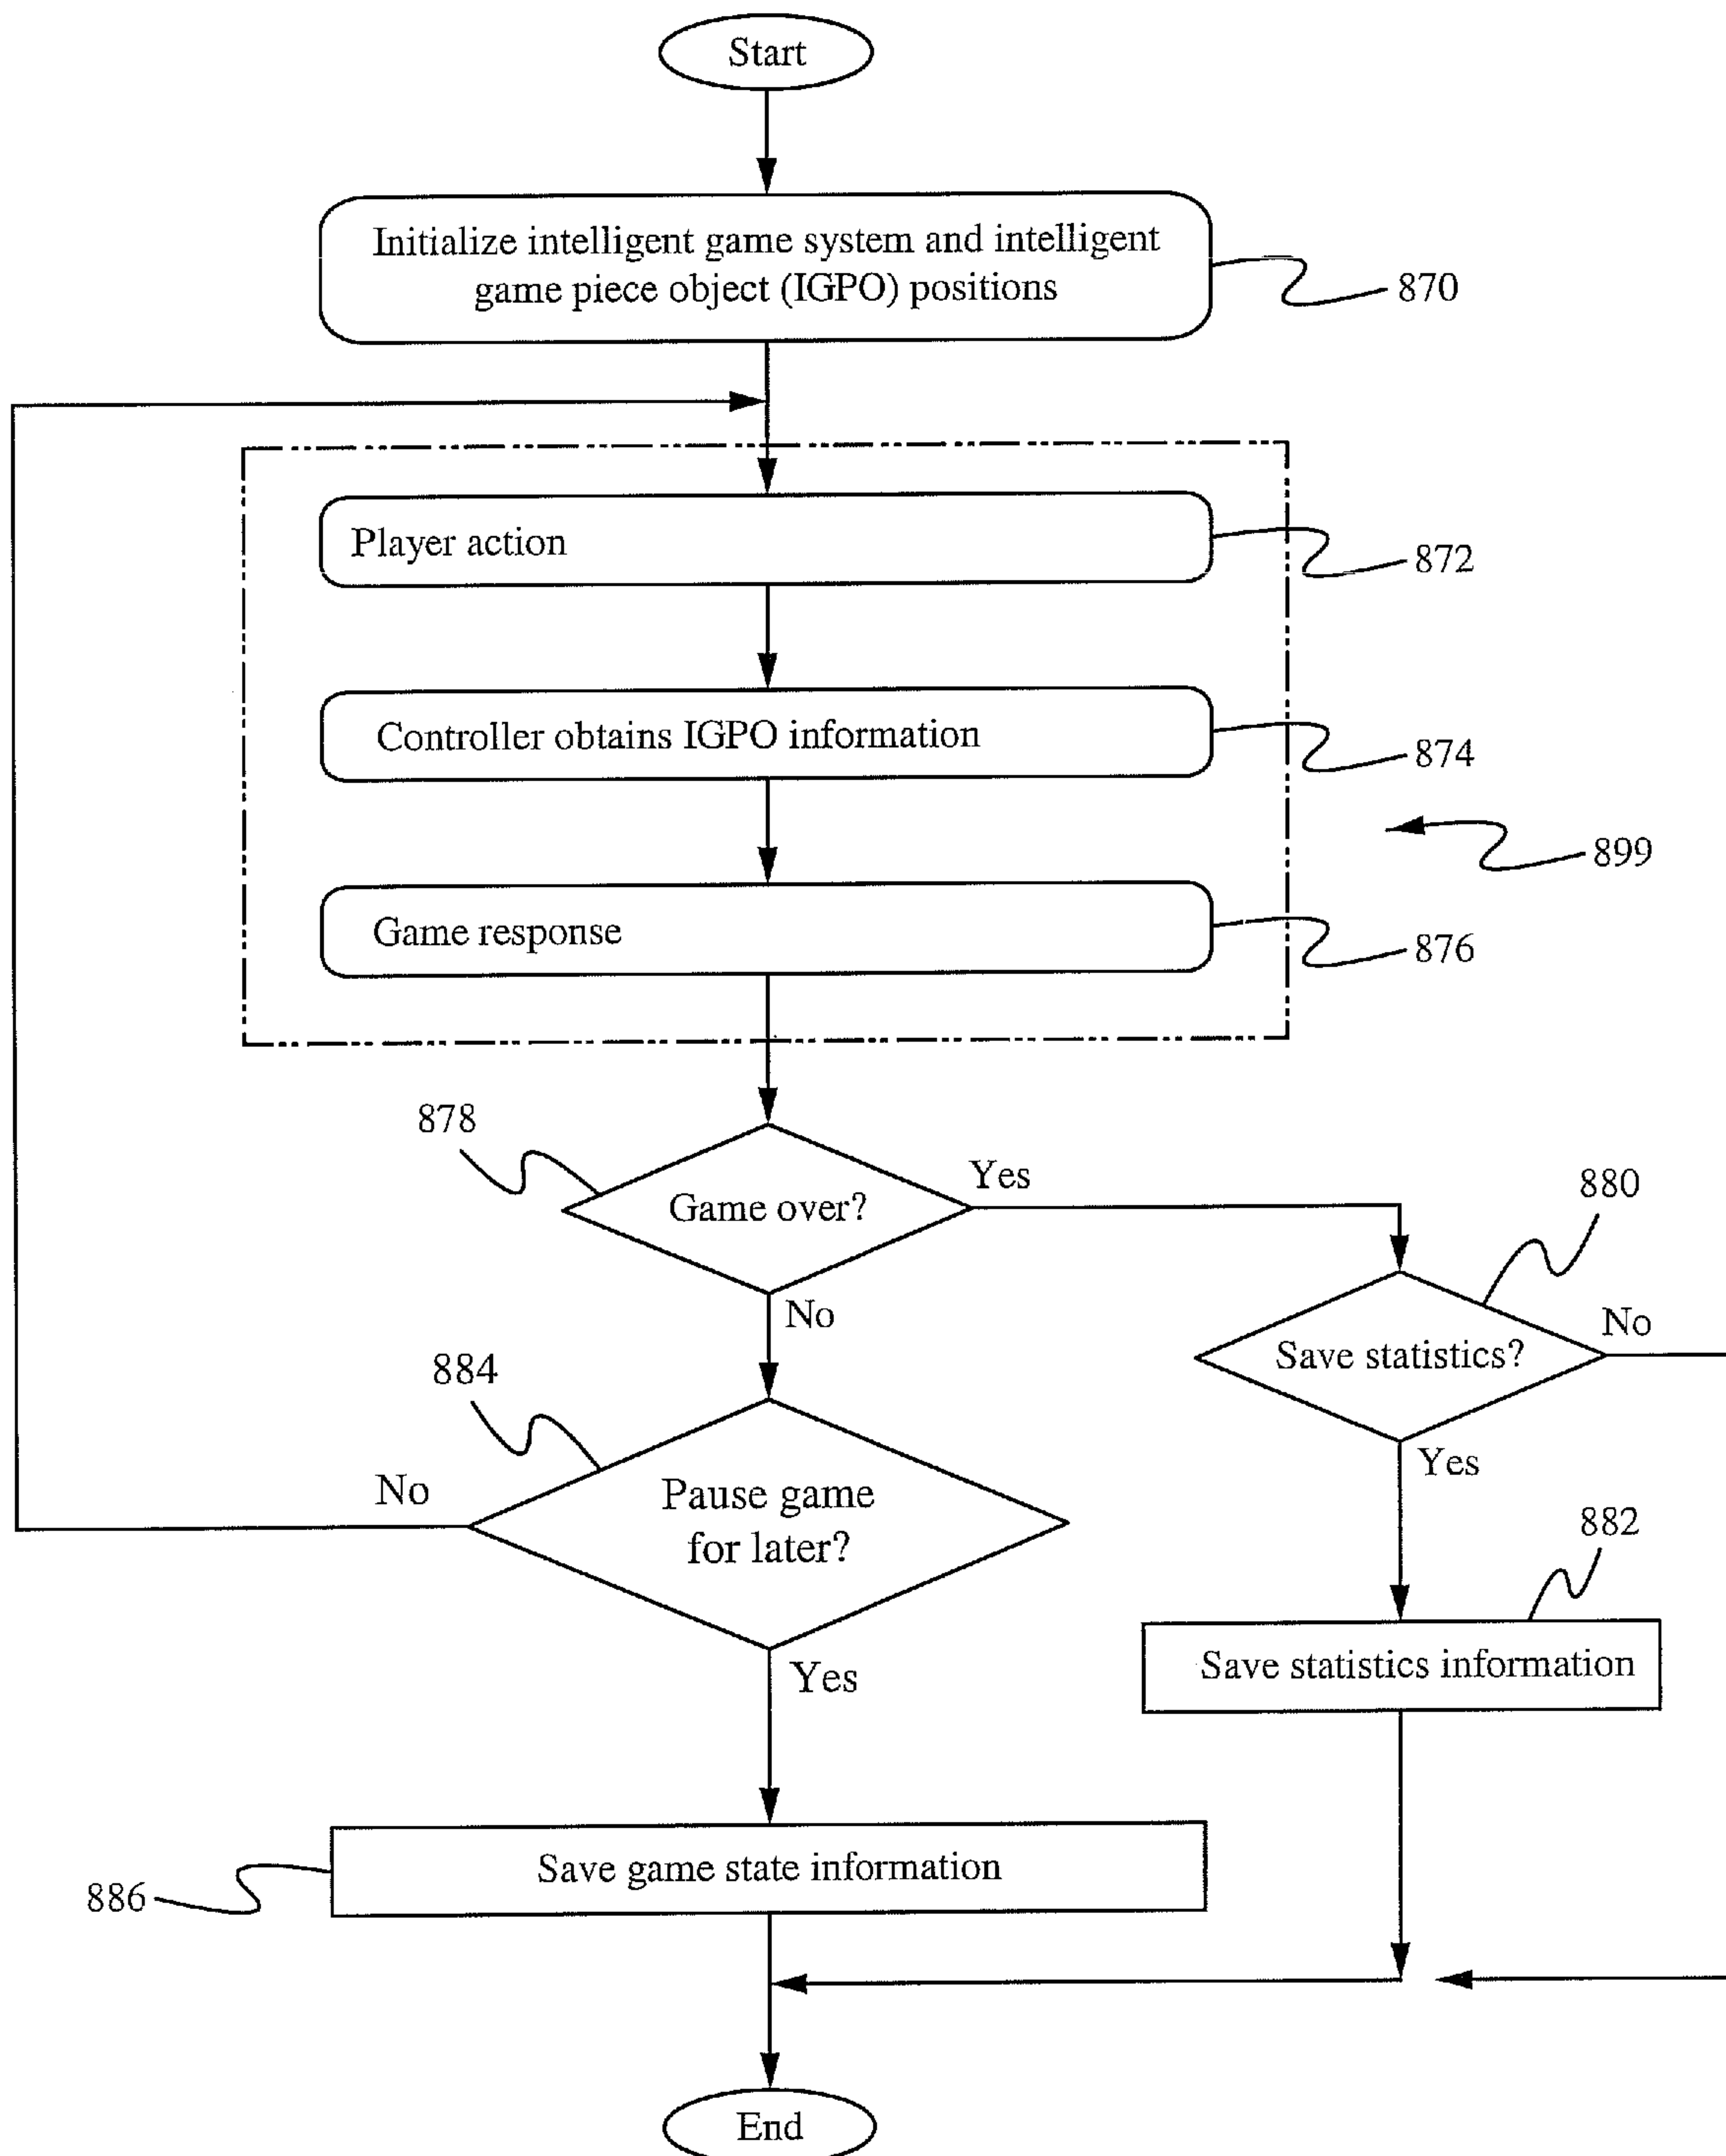 Start
Initialize intelligent game system and intelligent
game piece object (IGPO) positions
870
Player action
872
Controller obtains IGPO information
874
899
Game response
876
878
Game over?
Yes
No
880
Save statistics?
No
Yes
884
No
Pause game
for later?
Yes
882
Save statistics information
Save game state information
886
End